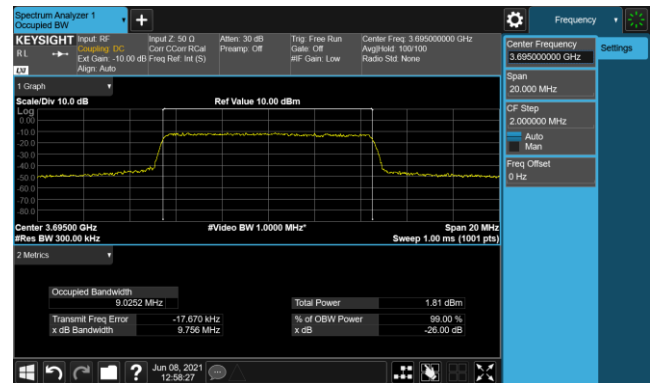 Spectrum Analyzer 1
Occupied BW
Frequency
KEYSIGHT
Input: RF
Input Z: 50 Ω
Atten: 30 dB
Trig: Free Run
Center Freq: 3.695000000 GHz
RL
Coupling: DC
Corr CCorr RCal
Preamp: Off
Gate: Off
Avg|Hold: 100/100
Ext Gain: -10.00 dB
Freq Ref: Int (S)
#IF Gain: Low
Radio Std: None
LXI
Align: Auto
1 Graph
Scale/Div 10.0 dB
Ref Value 10.00 dBm
Log
0.00
-10.0
-20.0
-30.0
-40.0
-50.0
-60.0
-70.0
-80.0
Center 3.69500 GHz
#Video BW 1.0000 MHz*
Span 20 MHz
#Res BW 300.00 kHz
Sweep 1.00 ms (1001 pts)
2 Metrics
Occupied Bandwidth
9.0252 MHz
Total Power
1.81 dBm
Transmit Freq Error
-17.670 kHz
% of OBW Power
99.00 %
x dB Bandwidth
9.756 MHz
x dB
-26.00 dB
Center Frequency
3.695000000 GHz
Settings
Span
20.000 MHz
CF Step
2.000000 MHz
Auto
Man
Freq Offset
0 Hz
?
Jun 08, 2021
12:58:27